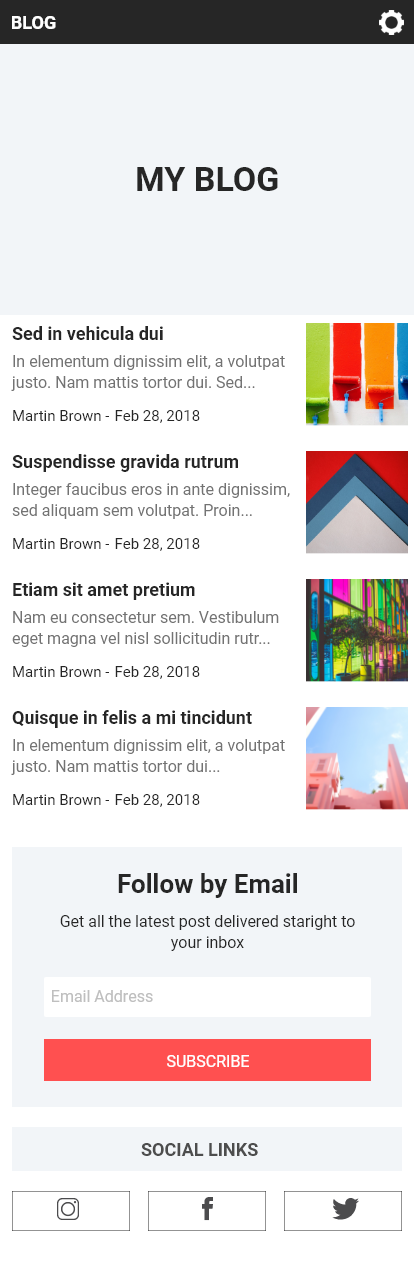 BLOG
MY BLOG
Sed in vehicula dui
In elementum dignissim elit, a volutpat
justo. Nam mattis tortor dui. Sed...
Martin Brown - Feb 28, 2018
Suspendisse gravida rutrum
Integer faucibus eros in ante dignissim,
sed aliquam sem volutpat. Proin...
Martin Brown - Feb 28, 2018
Etiam sit amet pretium
Nam eu consectetur sem. Vestibulum
eget magna vel nisl sollicitudin rutr...
Martin Brown - Feb 28, 2018
Quisque in felis a mi tincidunt
In elementum dignissim elit, a volutpat
justo. Nam mattis tortor dui...
Martin Brown - Feb 28, 2018
Follow by Email
Get all the latest post delivered staright to
your inbox
Email Address
SUBSCRIBE
SOCIAL LINKS